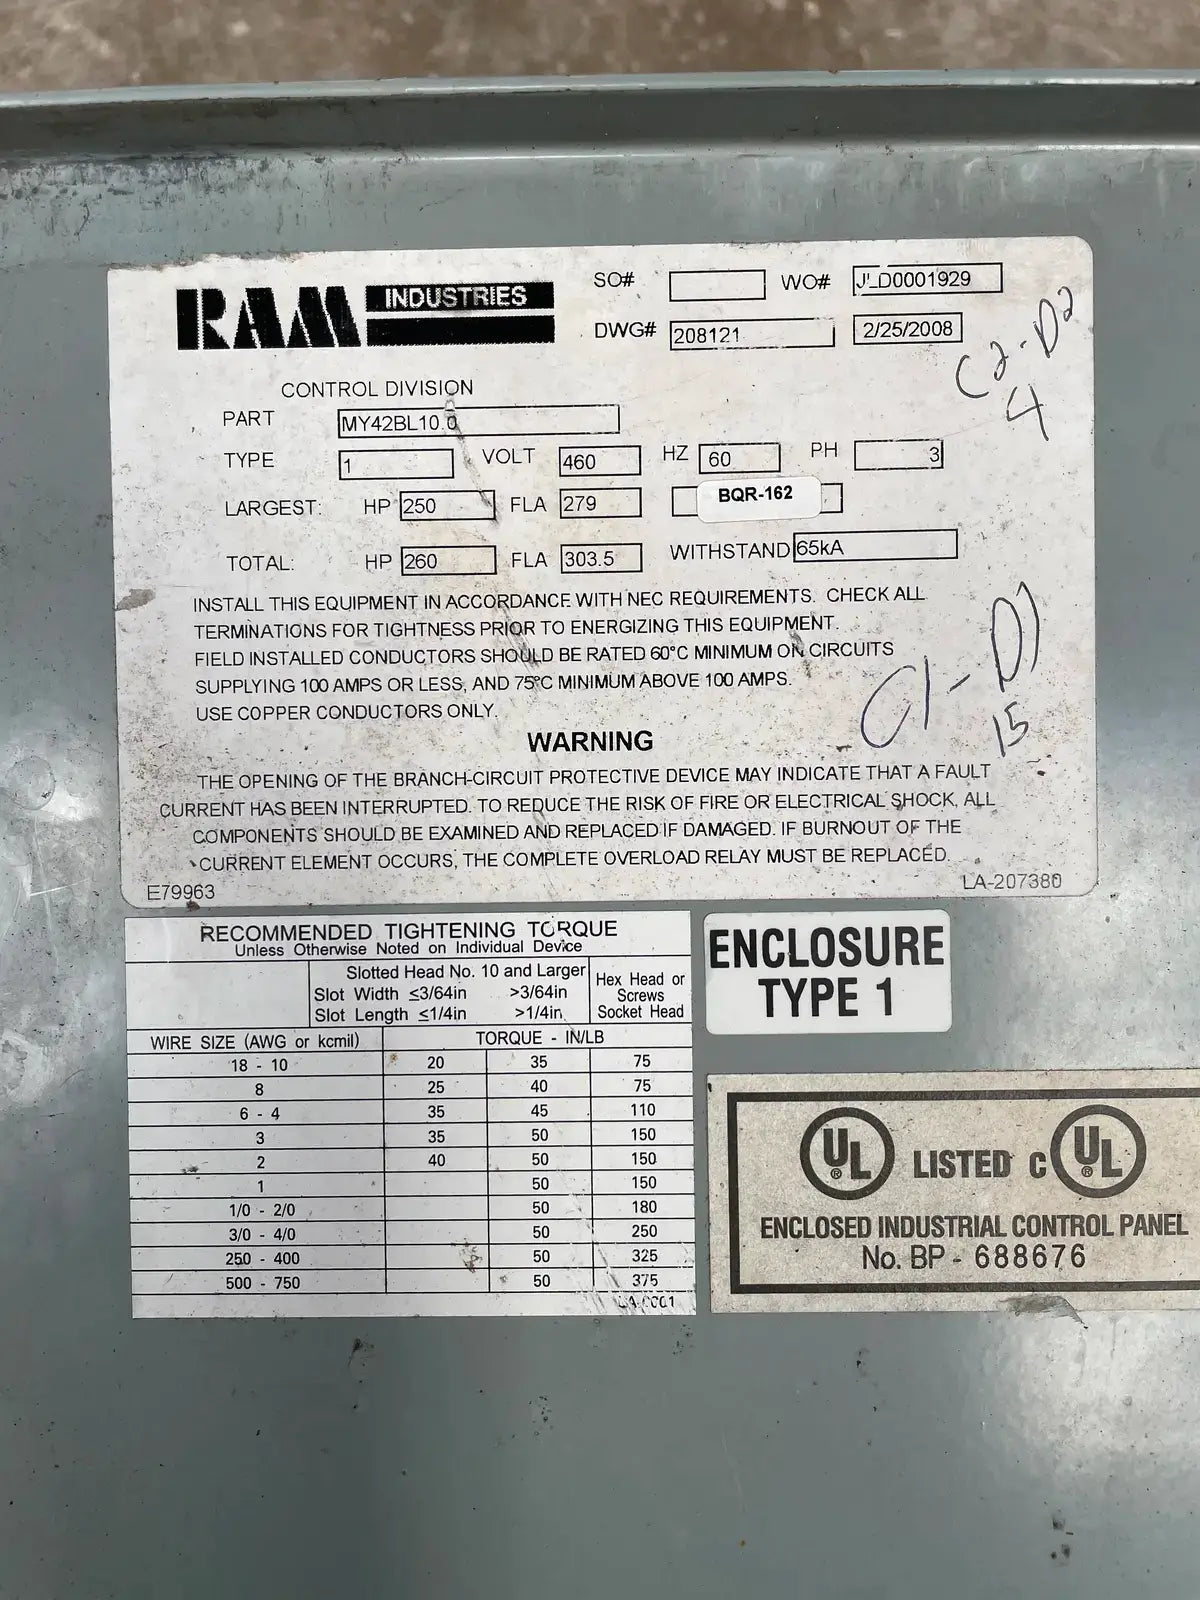 RAM INDUSTRIES
SO# WO# JLD0001929
DWG# 208121 2/25/2008
C2-D2
4
CONTROL DIVISION
PART MY42BL10.0
TYPE 1 VOLT 460 HZ 60 PH 3
LARGEST: HP 250 FLA 279 BQR-162
TOTAL: HP 260 FLA 303.5 WITHSTAND 65kA
INSTALL THIS EQUIPMENT IN ACCORDANCE WITH NEC REQUIREMENTS. CHECK ALL
TERMINATIONS FOR TIGHTNESS PRIOR TO ENERGIZING THIS EQUIPMENT.
FIELD INSTALLED CONDUCTORS SHOULD BE RATED 60°C MINIMUM ON CIRCUITS
SUPPLYING 100 AMPS OR LESS, AND 75°C MINIMUM ABOVE 100 AMPS.
USE COPPER CONDUCTORS ONLY.
C1-D1
15
WARNING
THE OPENING OF THE BRANCH-CIRCUIT PROTECTIVE DEVICE MAY INDICATE THAT A FAULT
CURRENT HAS BEEN INTERRUPTED. TO REDUCE THE RISK OF FIRE OR ELECTRICAL SHOCK, ALL
COMPONENTS SHOULD BE EXAMINED AND REPLACED IF DAMAGED. IF BURNOUT OF THE
CURRENT ELEMENT OCCURS, THE COMPLETE OVERLOAD RELAY MUST BE REPLACED.
E79963 LA-207380
RECOMMENDED TIGHTENING TORQUE
Unless Otherwise Noted on Individual Device
Slotted Head No. 10 and Larger
Slot Width ≤3/64in >3/64in
Slot Length ≤1/4in >1/4in
Hex Head or
Screws
Socket Head
WIRE SIZE (AWG or kcmil) TORQUE - IN/LB
18 - 10 20 35 75
8 25 40 75
6 - 4 35 45 110
3 35 50 150
2 40 50 150
1 50 150
1/0 - 2/0 50 180
3/0 - 4/0 50 250
250 - 400 50 325
500 - 750 50 375
ENCLOSURE
TYPE 1
UL ® LISTED C UL ®
ENCLOSED INDUSTRIAL CONTROL PANEL
No. BP - 688676